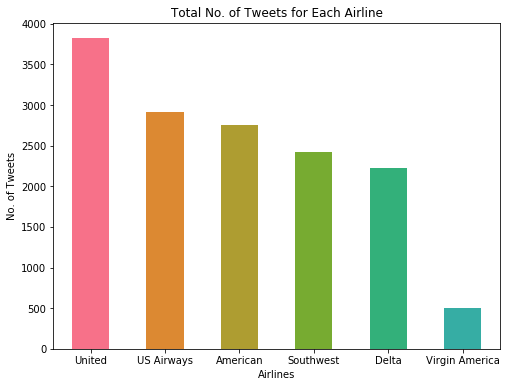 Total No. of Tweets for Each Airline
No. of Tweets
4000
3500
3000
2500
2000
1500
1000
500
0
United US Airways American Southwest Delta Virgin America
Airlines